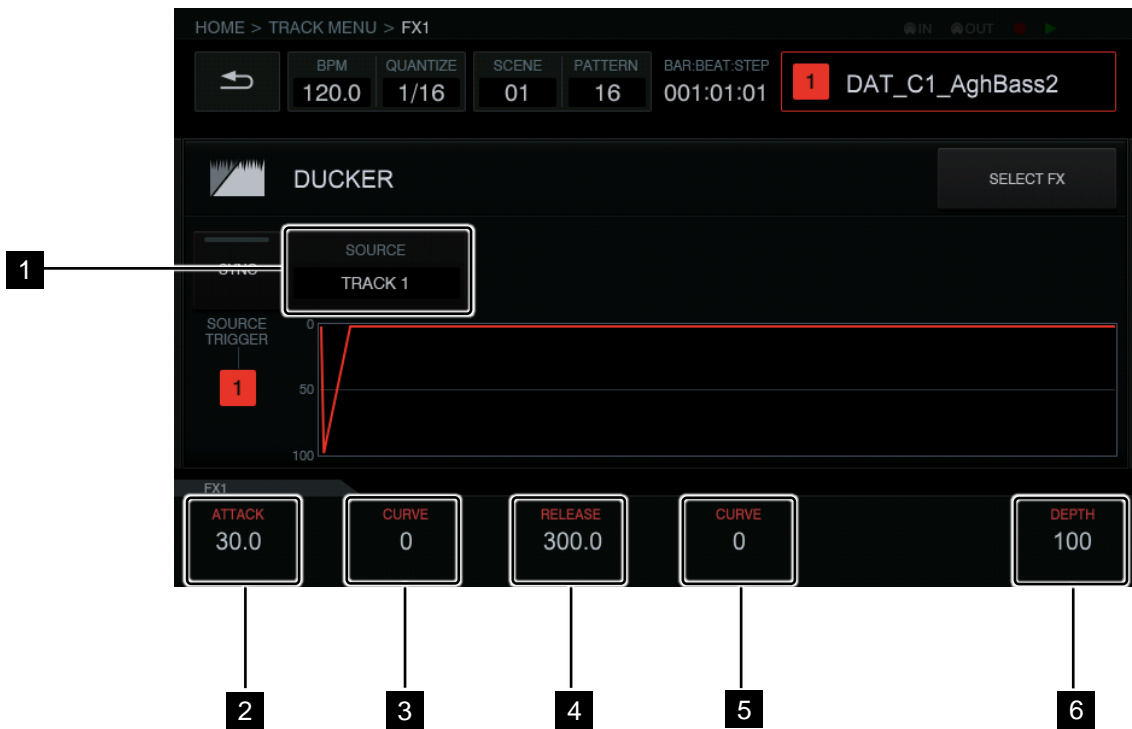 HOME > TRACK MENU > FX1 IN OUT
BPM QUANTIZE SCENE PATTERN BAR:BEAT:STEP
120.0 1/16 01 16 001:01:01 1 DAT_C1_AghBass2
DUCKER SELECT FX
SOURCE
1 SYNC TRACK 1
SOURCE
TRIGGER
1
0
50
100
FX1
ATTACK CURVE RELEASE CURVE DEPTH
30.0 0 300.0 0 100
2 3 4 5 6